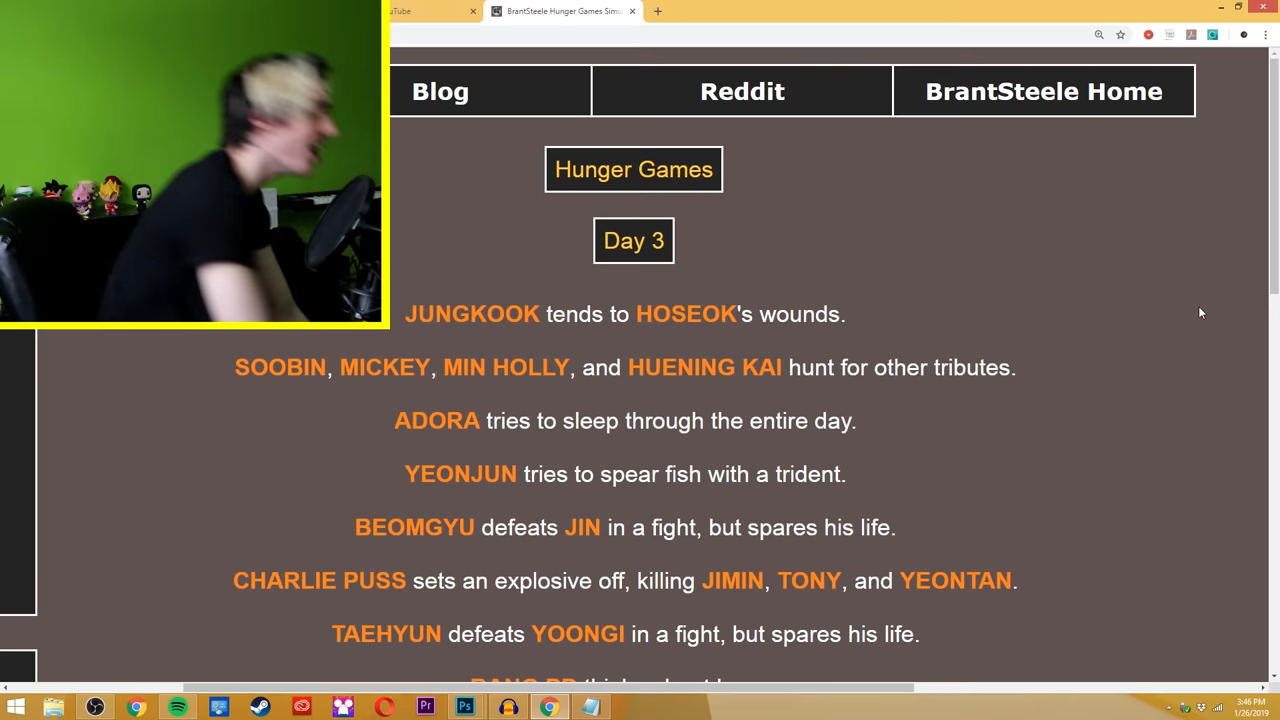 uTube
BrantSteele Hunger Games Simu
Blog
Reddit
BrantSteele Home
Hunger Games
Day 3
JUNGKOOK tends to HOSEOK's wounds.
SOOBIN, MICKEY, MIN HOLLY, and HUENING KAI hunt for other tributes.
ADORA tries to sleep through the entire day.
YEONJUN tries to spear fish with a trident.
BEOMGYU defeats JIN in a fight, but spares his life.
CHARLIE PUSS sets an explosive off, killing JIMIN, TONY, and YEONTAN.
TAEHYUN defeats YOONGI in a fight, but spares his life.
Pr
Ps
3:46 PM
1/26/2019